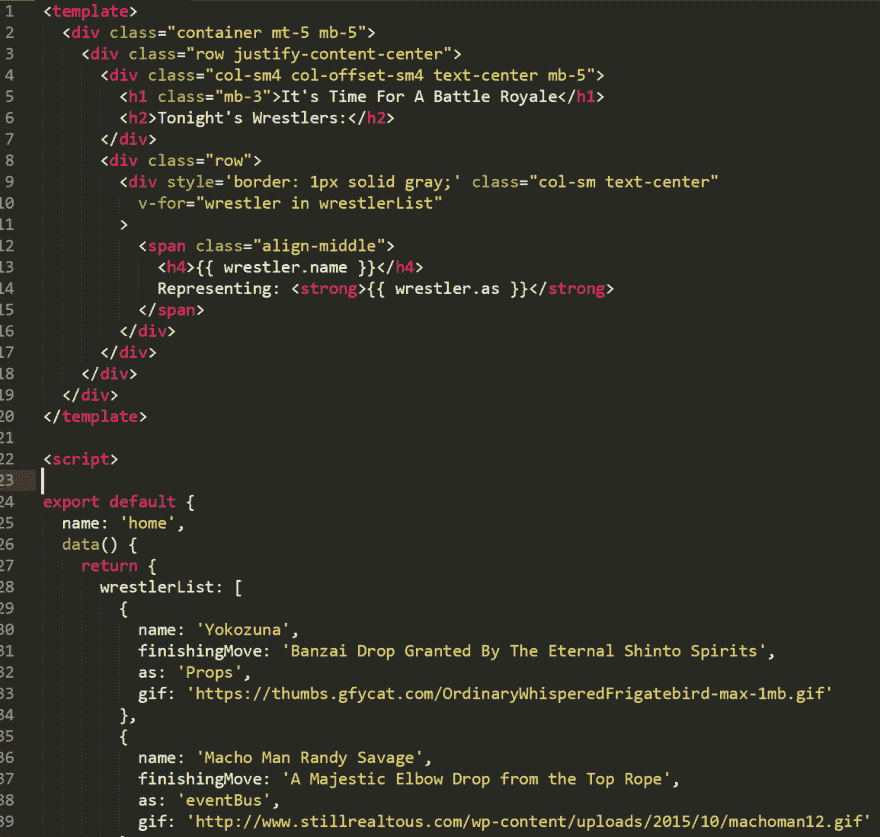 1 <template>
2 <div class="container mt-5 mb-5">
3 <div class="row justify-content-center">
4 <div class="col-sm4 col-offset-sm4 text-center mb-5">
5 <h1 class="mb-3">It's Time For A Battle Royale</h1>
6 <h2>Tonight's Wrestlers:</h2>
7 </div>
8 <div class="row">
9 <div style='border: 1px solid gray;' class="col-sm text-center"
10 v-for="wrestler in wrestlerList"
11 >
12 <span class="align-middle">
13 <h4>{{ wrestler.name }}</h4>
14 Representing: <strong>{{ wrestler.as }}</strong>
15 </span>
16 </div>
17 </div>
18 </div>
19 </div>
20 </template>
21
22 <script>
23
24 export default {
25 name: 'home',
26 data() {
27 return {
28 wrestlerList: [
29 {
30 name: 'Yokozuna',
31 finishingMove: 'Banzai Drop Granted By The Eternal Shinto Spirits',
32 as: 'Props',
33 gif: 'https://thumbs.gfycat.com/OrdinaryWhisperedFrigatebird-max-1mb.gif'
34 },
35 {
36 name: 'Macho Man Randy Savage',
37 finishingMove: 'A Majestic Elbow Drop from the Top Rope',
38 as: 'eventBus',
39 gif: 'http://www.stillrealtous.com/wp-content/uploads/2015/10/machoman12.gif'